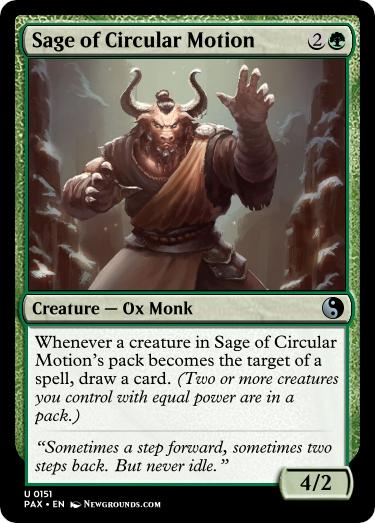 Sage of Circular Motion 2
Creature — Ox Monk
Whenever a creature in Sage of Circular
Motion's pack becomes the target of a
spell, draw a card. (Two or more creatures
you control with equal power are in a
pack.)
"Sometimes a step forward, sometimes two
steps back. But never idle."
4/2
U 0151
PAX • EN Newgrounds.com